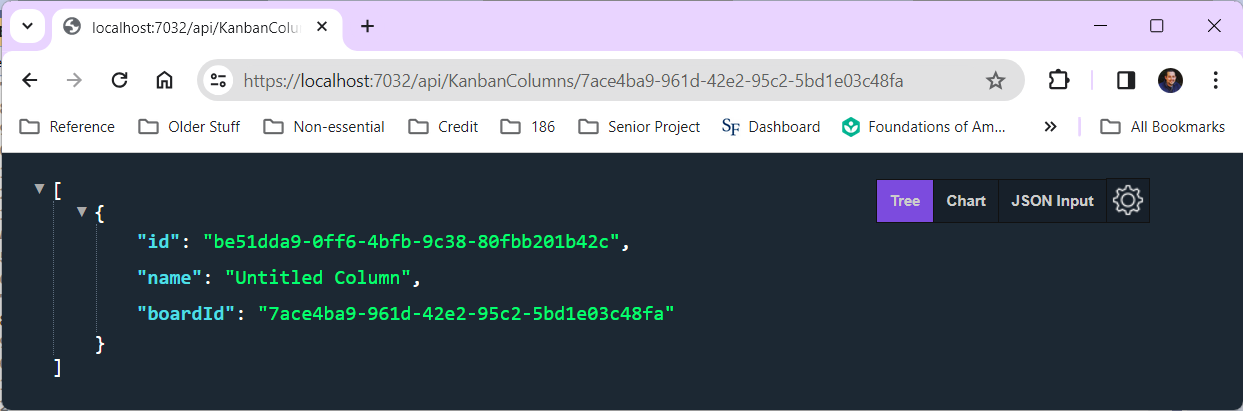 localhost:7032/api/KanbanColu
https://localhost:7032/api/KanbanColumns/7ace4ba9-961d-42e2-95c2-5bd1e03c48fa
Reference Older Stuff Non-essential Credit 186 Senior Project SF Dashboard Foundations of Am... » All Bookmarks
Tree Chart JSON Input
[
{
"id": "be51dda9-0ff6-4bfb-9c38-80fbb201b42c",
"name": "Untitled Column",
"boardId": "7ace4ba9-961d-42e2-95c2-5bd1e03c48fa"
}
]